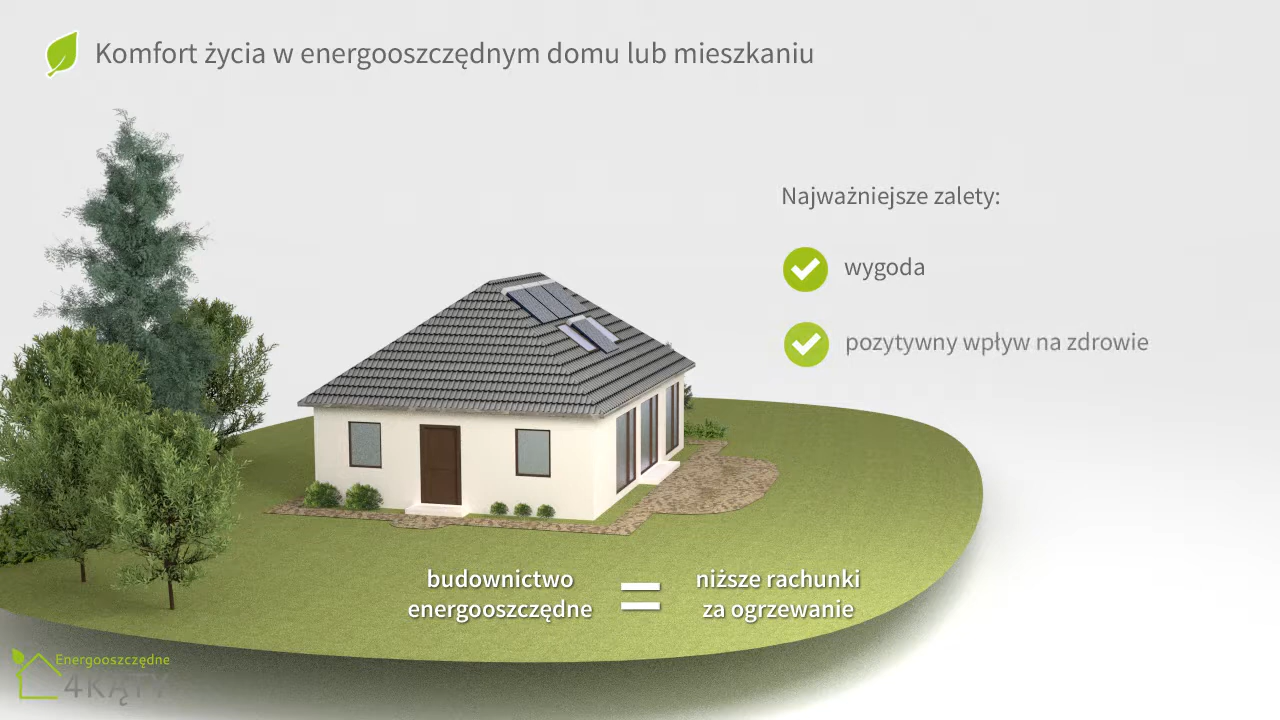 Komfort życia w energooszczędnym domu lub mieszkaniu
Najważniejsze zalety:
wygoda
pozytywny wpływ na zdrowie
budownictwo
energooszczędne
=
niższe rachunki
za ogrzewanie
Energooszczędne
4KĄTY